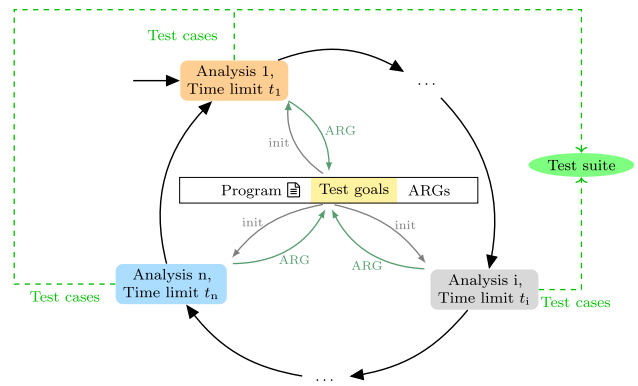 Test cases
Analysis 1,
Time limit t₁
. . .
ARG
init
Test suite
Program Test goals ARGs
init
init
ARG
ARG
Analysis n,
Time limit tₙ
Analysis i,
Time limit tᵢ
Test cases
Test cases
. . .